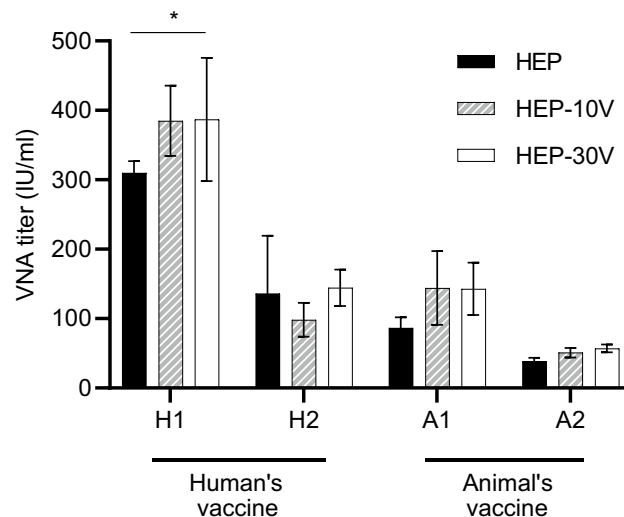 *
500
400
300
200
100
0
VNA titer (IU/ml)
HEP
HEP-10V
HEP-30V
H1 H2 A1 A2
Human's
vaccine
Animal's
vaccine